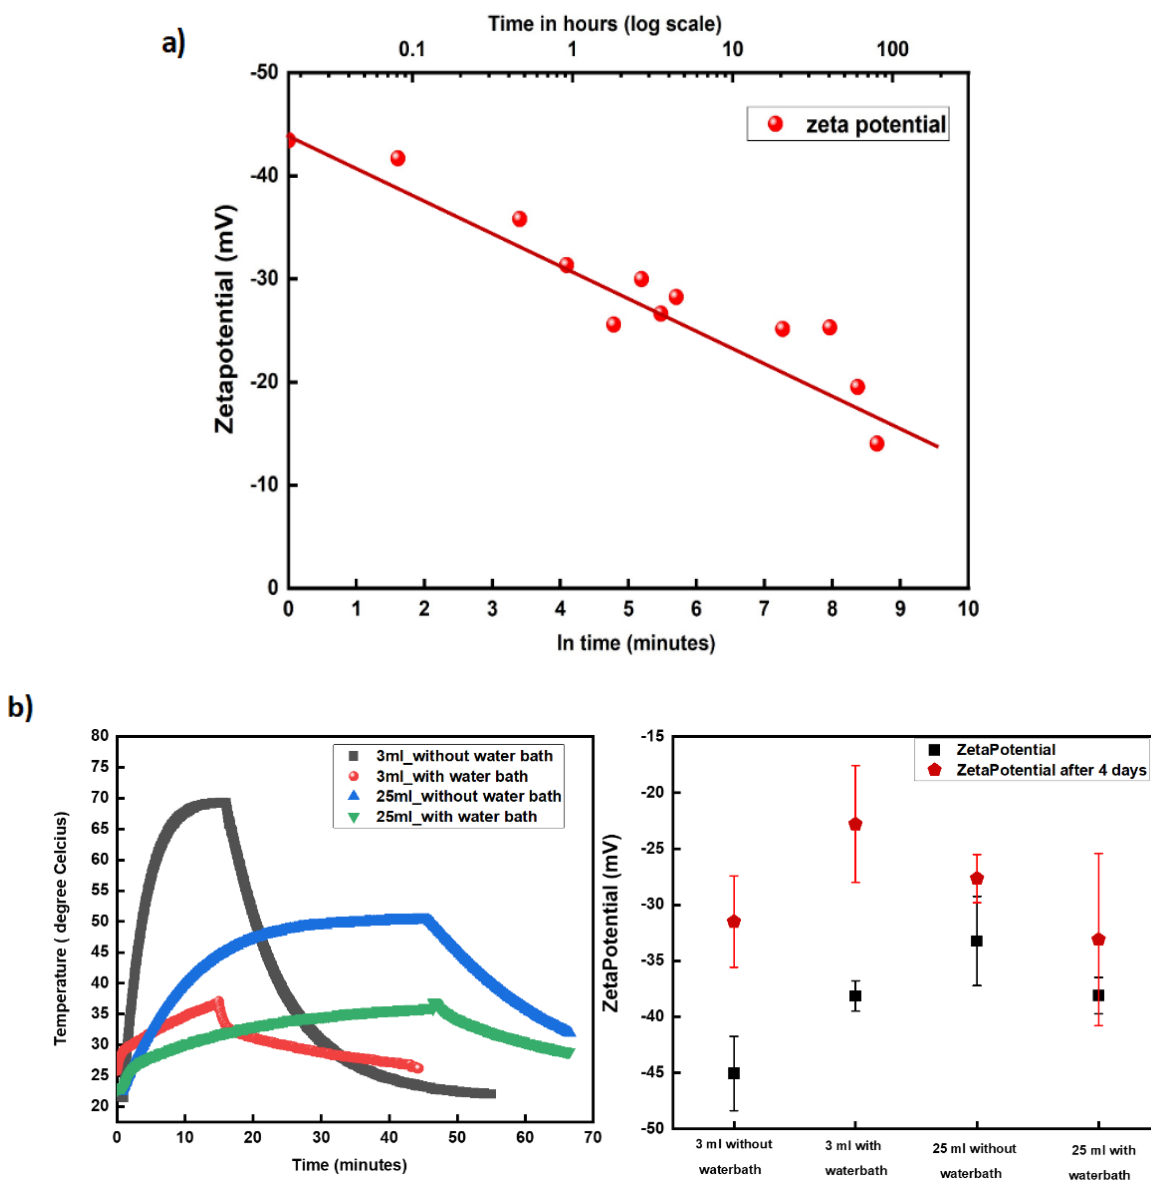 a)
Time in hours (log scale)
0.1 1 10 100
zeta potential
Zetapotential (mV)
-50
-40
-30
-20
-10
0
0 1 2 3 4 5 6 7 8 9 10
ln time (minutes)
b)
Temperature ( degree Celcius)
80
75
70
65
60
55
50
45
40
35
30
25
20
3ml_without water bath
3ml_with water bath
25ml_without water bath
25ml_with water bath
0 10 20 30 40 50 60 70
Time (minutes)
ZetaPotential (mV)
-15
-20
-25
-30
-35
-40
-45
-50
ZetaPotential
ZetaPotential after 4 days
3 ml without
waterbath
3 ml with
waterbath
25 ml without
waterbath
25 ml with
waterbath